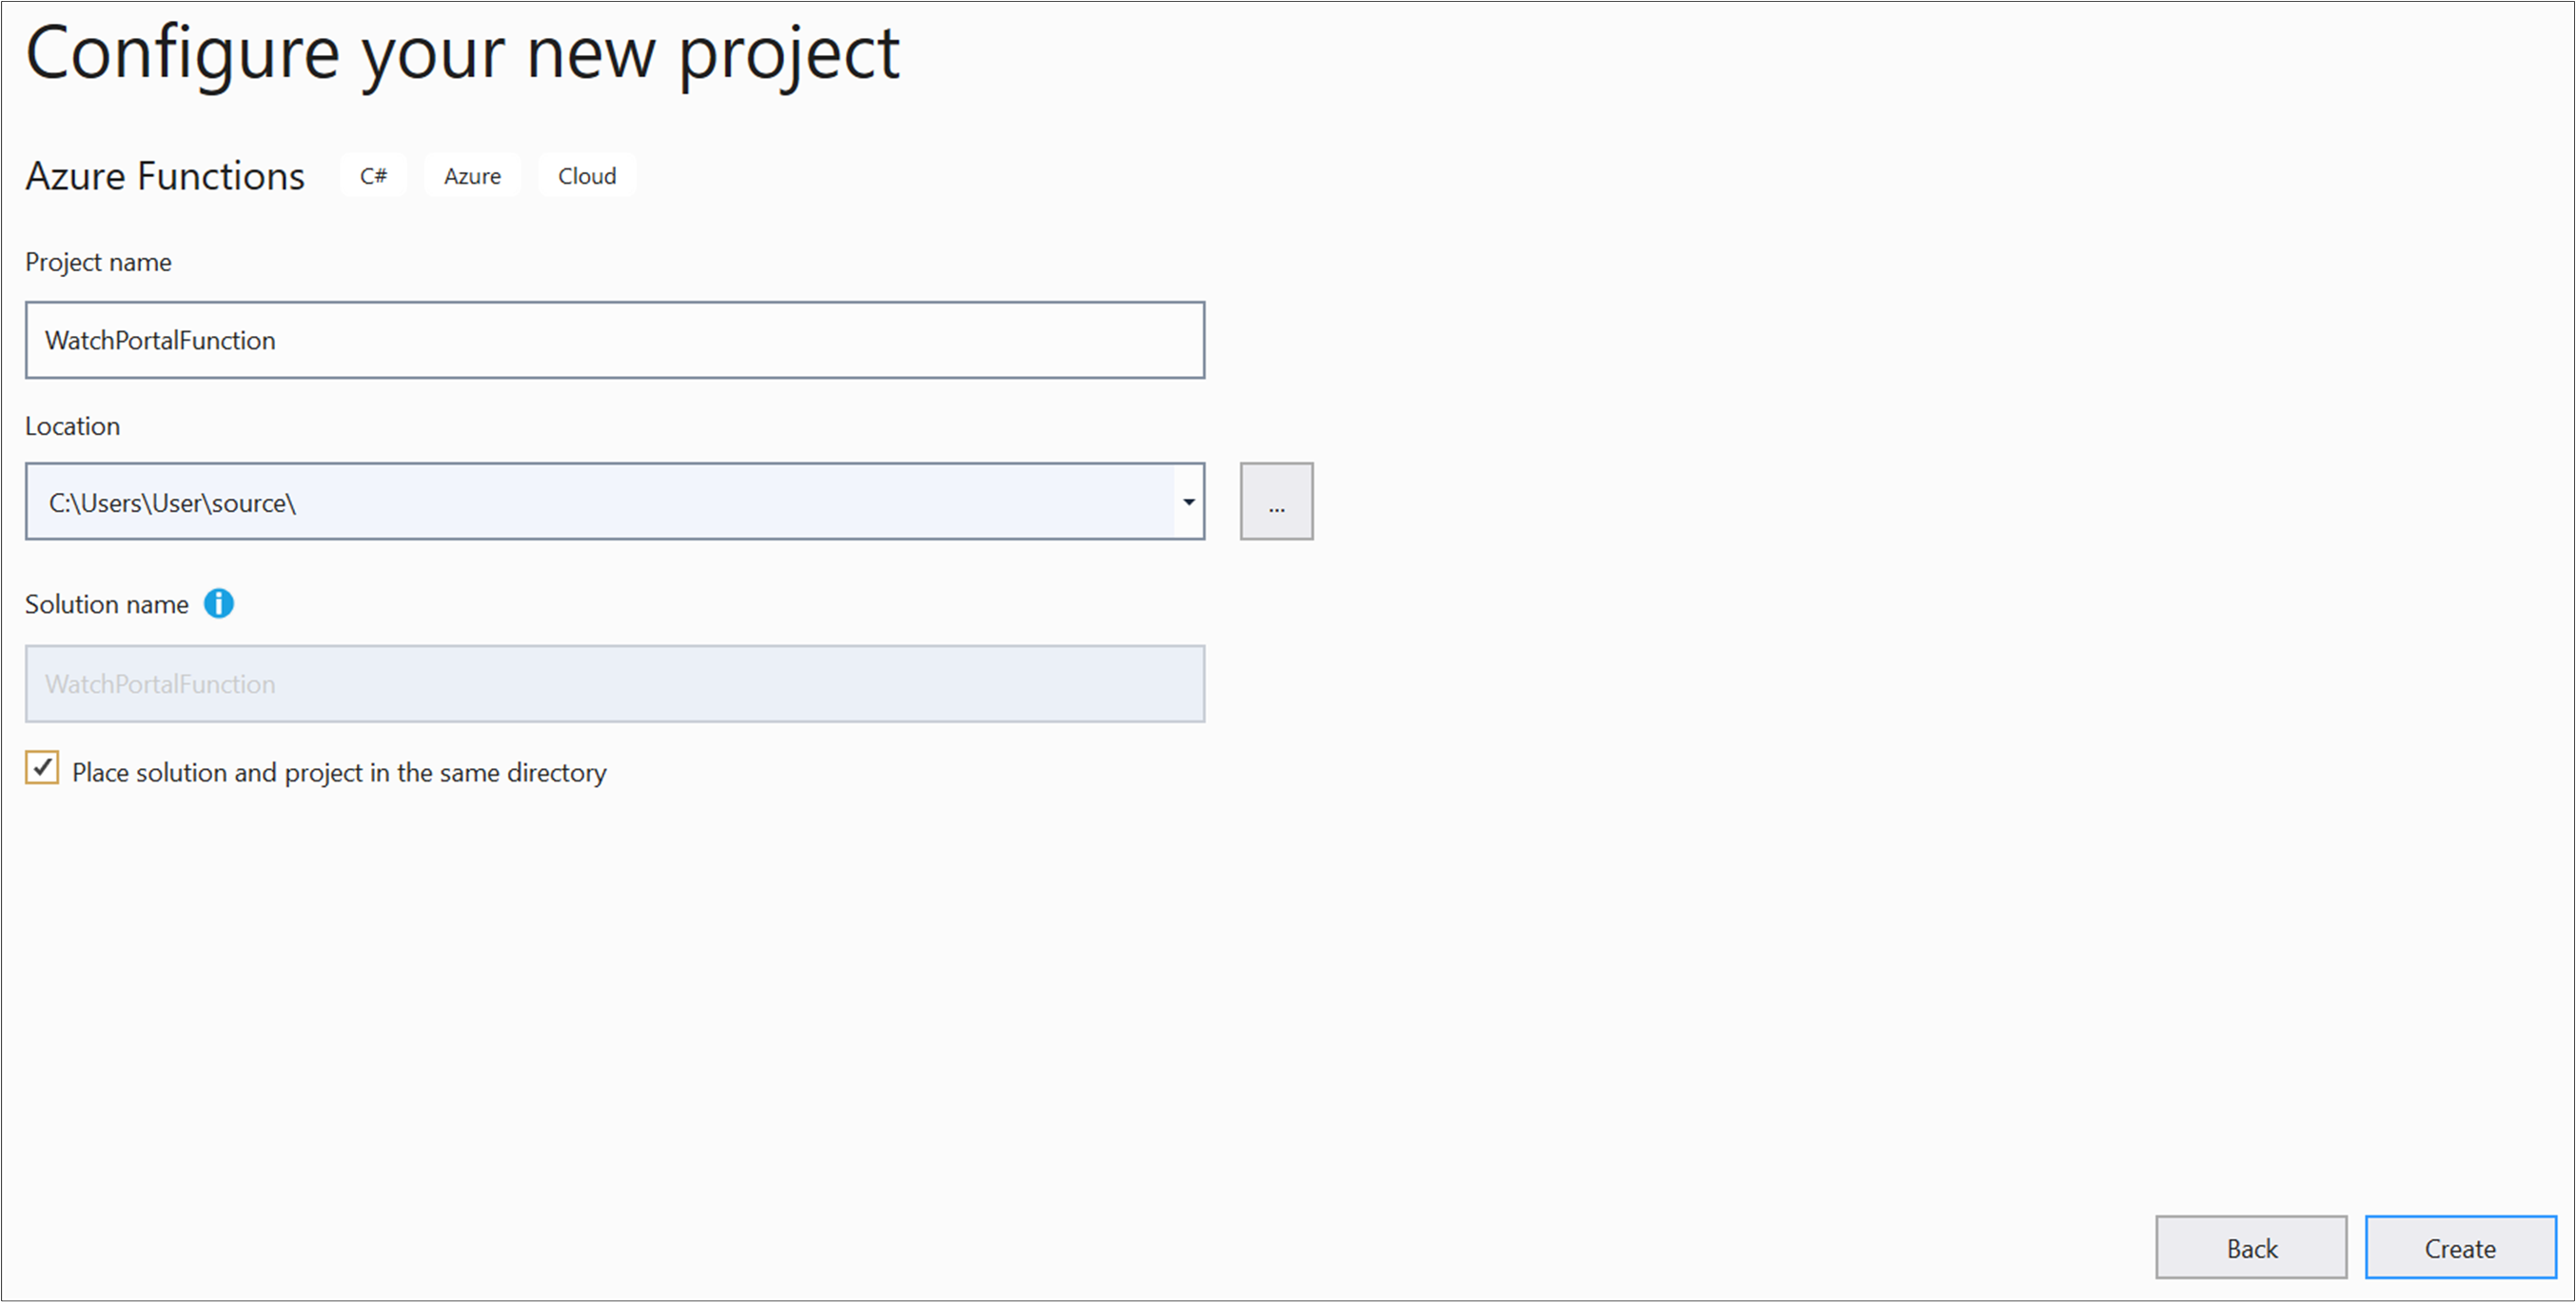 Configure your new project
Azure Functions C# Azure Cloud
Project name
WatchPortalFunction
Location
C:\Users\User\source\
...
Solution name
WatchPortalFunction
Place solution and project in the same directory
Back Create